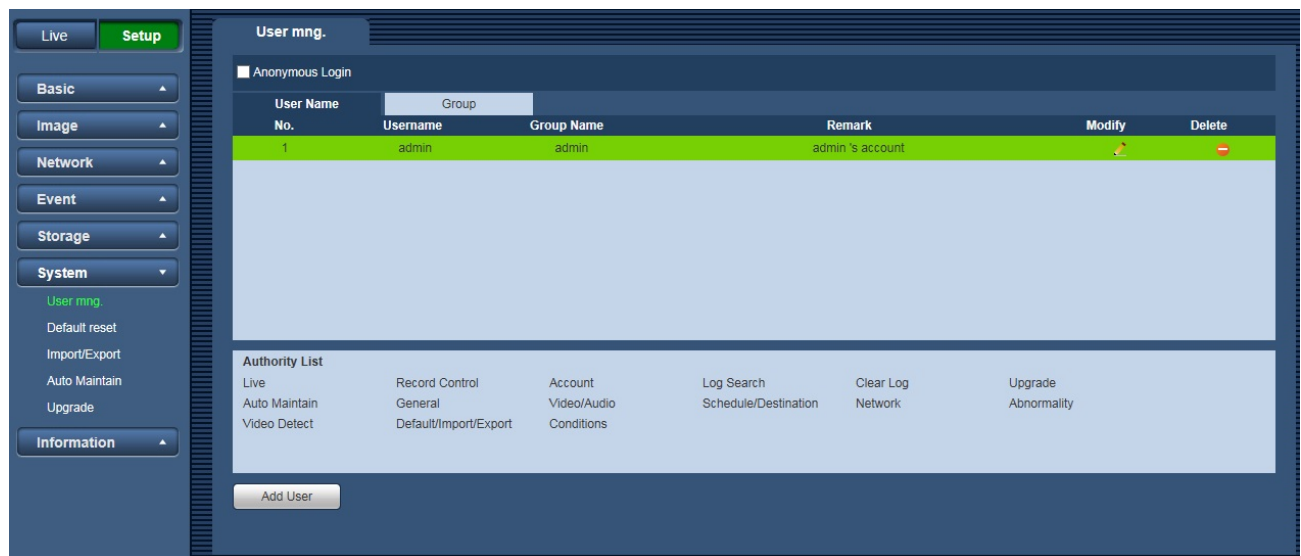 Live Setup
Basic
Image
Network
Event
Storage
System
User mng.
Default reset
Import/Export
Auto Maintain
Upgrade
Information
User mng.
Anonymous Login
User Name Group
No. Username Group Name Remark Modify Delete
1 admin admin admin 's account
Authority List
Live Record Control Account Log Search Clear Log Upgrade
Auto Maintain General Video/Audio Schedule/Destination Network Abnormality
Video Detect Default/Import/Export Conditions
Add User